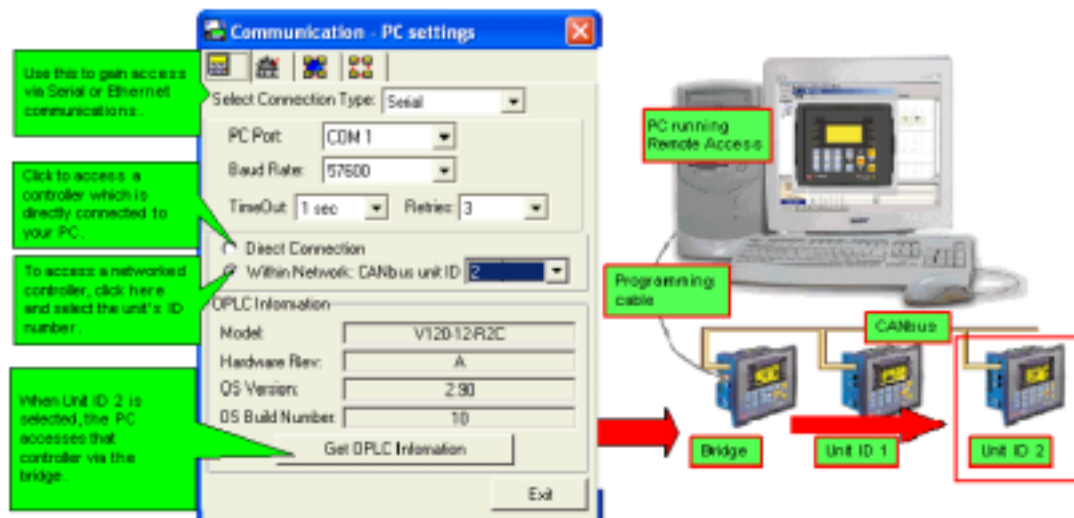 Communication - PC settings
Use this to gain access
via Serial or Ethernet
communications.
Select Connection Type: Serial
PC Port: COM 1
Baud Rate: 57600
TimeOut: 1 sec Retries: 3
Click to access a
controller which is
directly connected to
your PC.
Direct Connection
Within Network: CANbus unit ID 2
To access a networked
controller, click here
and select the unit's ID
number.
OPLC Information
Model: V120-12-R2C
Hardware Rev: A
OS Version: 2.90
OS Build Number: 10
Get OPLC Information
When Unit ID 2 is
selected, the PC
accesses that
controller via the
bridge.
Exit
PC running
Remote Access
Programming
cable
CANbus
Bridge
Unit ID 1
Unit ID 2